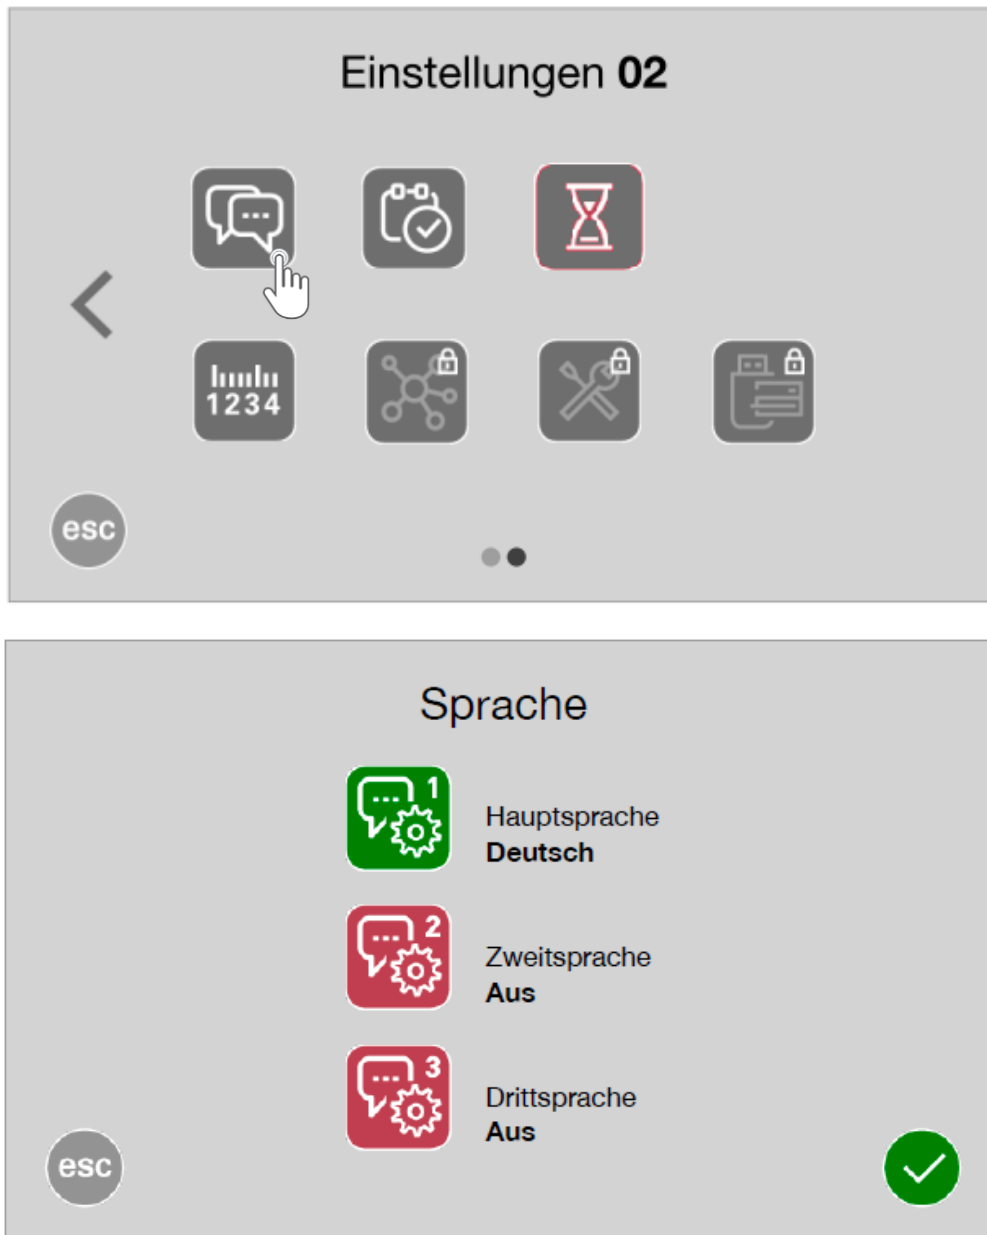 Einstellungen 02
1234
esc
Sprache
1
Hauptsprache
Deutsch
2
Zweitsprache
Aus
3
Drittsprache
Aus
esc